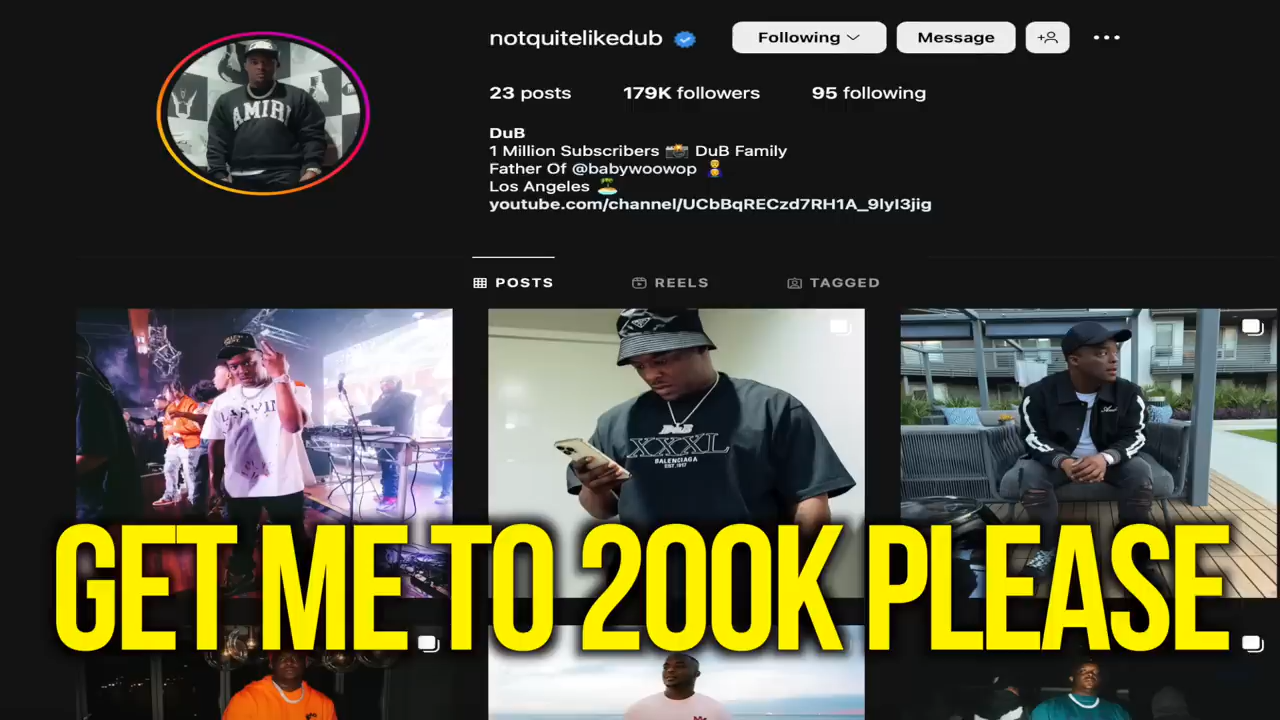 notquitelikedub
Following
Message
23 posts 179K followers 95 following
DuB
1 Million Subscribers 📸 DuB Family
Father Of @babywoowop 🧑‍🍼
Los Angeles 🏝️
youtube.com/channel/UCbBqRECzd7RH1A_9lyI3jig
POSTS REELS TAGGED
AMIRI
XXXL
BALENCIAGA
GET ME TO 200K PLEASE